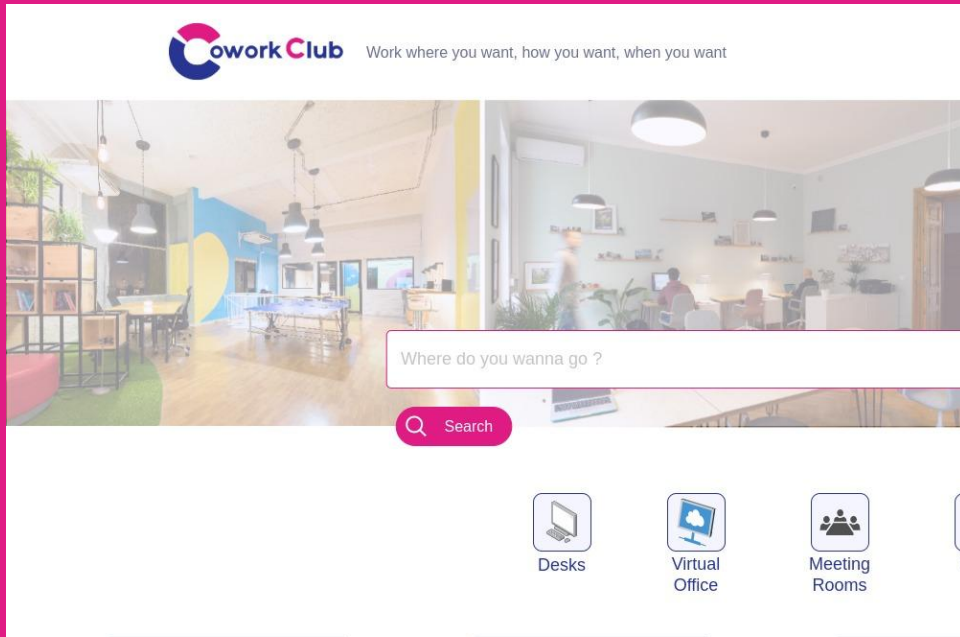 Cowork Club
Work where you want, how you want, when you want
Where do you wanna go ?
Search
Desks
Virtual
Office
Meeting
Rooms